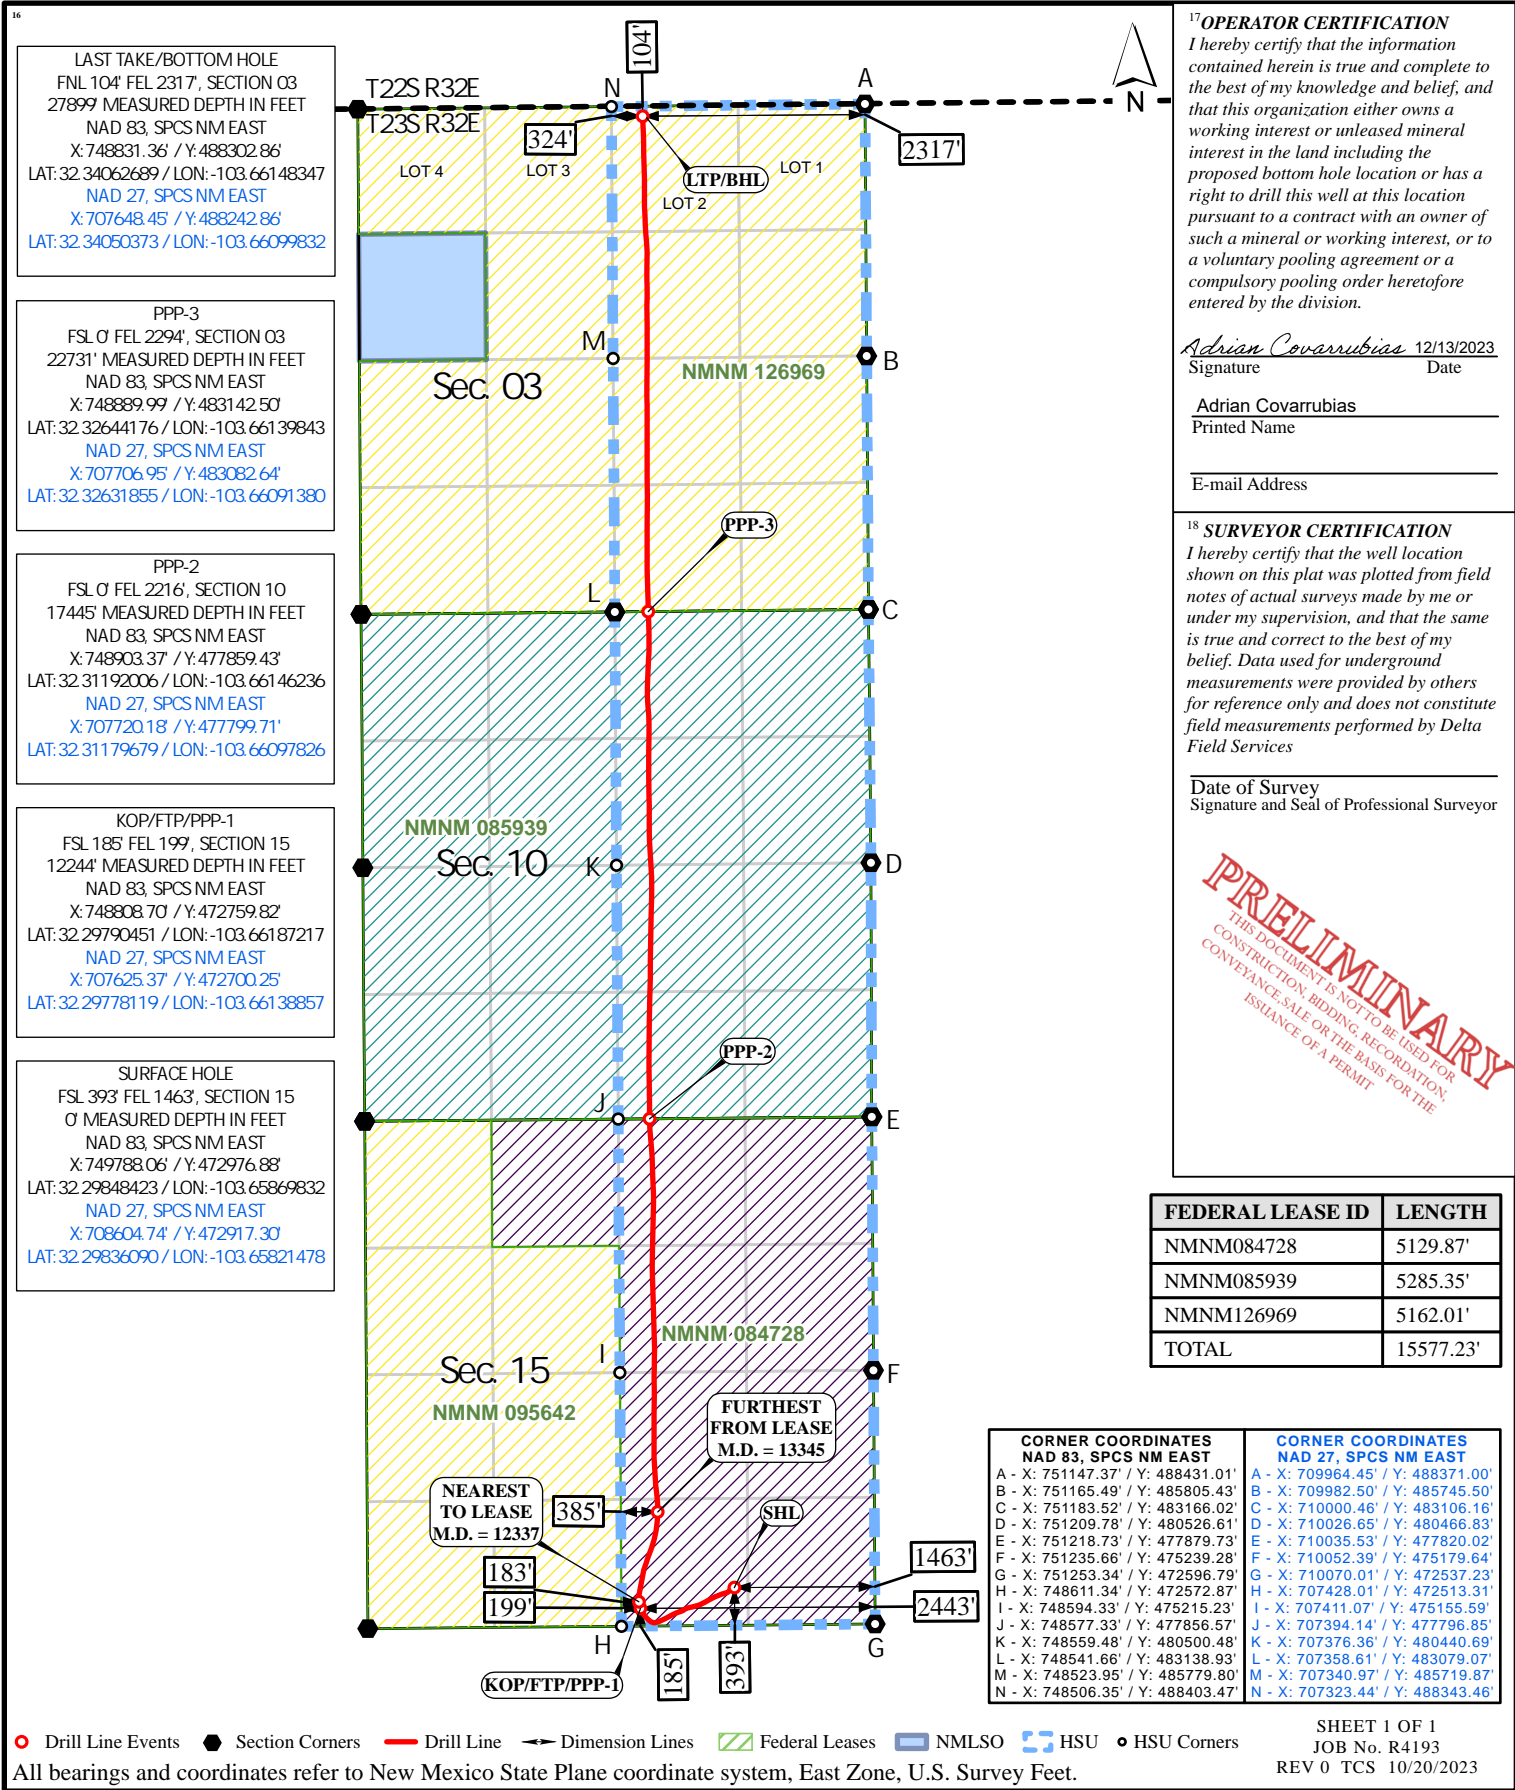 16
LAST TAKE/BOTTOM HOLE
FNL 104' FEL 2317', SECTION 03
27899' MEASURED DEPTH IN FEET
NAD 83, SPCS NM EAST
X:748831.36' / Y:488302.86'
LAT:32.34062689 / LON:-103.66148347
NAD 27, SPCS NM EAST
X:707648.45' / Y:488242.86'
LAT:32.34050373 / LON:-103.66099832
PPP-3
FSL 0' FEL 2294', SECTION 03
22731' MEASURED DEPTH IN FEET
NAD 83, SPCS NM EAST
X:748889.99' / Y:483142.50'
LAT:32.32644176 / LON:-103.66139843
NAD 27, SPCS NM EAST
X:707706.95' / Y:483082.64'
LAT:32.32631855 / LON:-103.66091380
PPP-2
FSL 0' FEL 2216', SECTION 10
17445' MEASURED DEPTH IN FEET
NAD 83, SPCS NM EAST
X:748903.37' / Y:477859.43'
LAT:32.31192006 / LON:-103.66146236
NAD 27, SPCS NM EAST
X:707720.18' / Y:477799.71'
LAT:32.31179679 / LON:-103.66097826
KOP/FTP/PPP-1
FSL 185' FEL 199', SECTION 15
12244' MEASURED DEPTH IN FEET
NAD 83, SPCS NM EAST
X:748808.70' / Y:472759.82'
LAT:32.29790451 / LON:-103.66187217
NAD 27, SPCS NM EAST
X:707625.37' / Y:472700.25'
LAT:32.29778119 / LON:-103.66138857
SURFACE HOLE
FSL 393' FEL 1463', SECTION 15
0' MEASURED DEPTH IN FEET
NAD 83, SPCS NM EAST
X:749788.06' / Y:472976.88'
LAT:32.29848423 / LON:-103.65869832
NAD 27, SPCS NM EAST
X:708604.74' / Y:472917.30'
LAT:32.29836090 / LON:-103.65821478
104'
T22S R32E
N
A
N
T23S R32E
324'
2317'
LOT 4
LOT 3
LOT 1
LTP/BHL
LOT 2
M
B
Sec. 03
NMNM 126969
PPP-3
L
C
NMNM 085939
Sec. 10
K
D
PPP-2
J
E
NMNM 084728
Sec. 15
I
F
NMNM 095642
FURTHEST
FROM LEASE
M.D. = 13345
NEAREST
TO LEASE
M.D. = 12337
385'
SHL
183'
199'
1463'
2443'
H
G
185'
393'
KOP/FTP/PPP-1
17 OPERATOR CERTIFICATION
I hereby certify that the information
contained herein is true and complete to
the best of my knowledge and belief, and
that this organization either owns a
working interest or unleased mineral
interest in the land including the
proposed bottom hole location or has a
right to drill this well at this location
pursuant to a contract with an owner of
such a mineral or working interest, or to
a voluntary pooling agreement or a
compulsory pooling order heretofore
entered by the division.
Adrian Covarrubias 12/13/2023
Signature Date
Adrian Covarrubias
Printed Name
E-mail Address
18 SURVEYOR CERTIFICATION
I hereby certify that the well location
shown on this plat was plotted from field
notes of actual surveys made by me or
under my supervision, and that the same
is true and correct to the best of my
belief. Data used for underground
measurements were provided by others
for reference only and does not constitute
field measurements performed by Delta
Field Services
Date of Survey
Signature and Seal of Professional Surveyor
PRELIMINARY
THIS DOCUMENT IS NOT TO BE USED FOR
CONSTRUCTION, BIDDING, RECORDATION,
CONVEYANCE, SALE OR THE BASIS FOR THE
ISSUANCE OF A PERMIT
FEDERAL LEASE ID LENGTH
NMNM084728 5129.87'
NMNM085939 5285.35'
NMNM126969 5162.01'
TOTAL 15577.23'
CORNER COORDINATES
NAD 83, SPCS NM EAST
A - X: 751147.37' / Y: 488431.01'
B - X: 751165.49' / Y: 485805.43'
C - X: 751183.52' / Y: 483166.02'
D - X: 751209.78' / Y: 480526.61'
E - X: 751218.73' / Y: 477879.73'
F - X: 751235.66' / Y: 475239.28'
G - X: 751253.34' / Y: 472596.79'
H - X: 748611.34' / Y: 472572.87'
I - X: 748594.33' / Y: 475215.23'
J - X: 748577.33' / Y: 477856.57'
K - X: 748559.48' / Y: 480500.48'
L - X: 748541.66' / Y: 483138.93'
M - X: 748523.95' / Y: 485779.80'
N - X: 748506.35' / Y: 488403.47'
CORNER COORDINATES
NAD 27, SPCS NM EAST
A - X: 709964.45' / Y: 488371.00'
B - X: 709982.50' / Y: 485745.50'
C - X: 710000.46' / Y: 483106.16'
D - X: 710026.65' / Y: 480466.83'
E - X: 710035.53' / Y: 477820.02'
F - X: 710052.39' / Y: 475179.64'
G - X: 710070.01' / Y: 472537.23'
H - X: 707428.01' / Y: 472513.31'
I - X: 707411.07' / Y: 475155.59'
J - X: 707394.14' / Y: 477796.85'
K - X: 707376.36' / Y: 480440.69'
L - X: 707358.61' / Y: 483079.07'
M - X: 707340.97' / Y: 485719.87'
N - X: 707323.44' / Y: 488343.46'
Drill Line Events Section Corners Drill Line Dimension Lines Federal Leases NMLSO HSU HSU Corners
All bearings and coordinates refer to New Mexico State Plane coordinate system, East Zone, U.S. Survey Feet.
SHEET 1 OF 1
JOB No. R4193
REV 0 TCS 10/20/2023